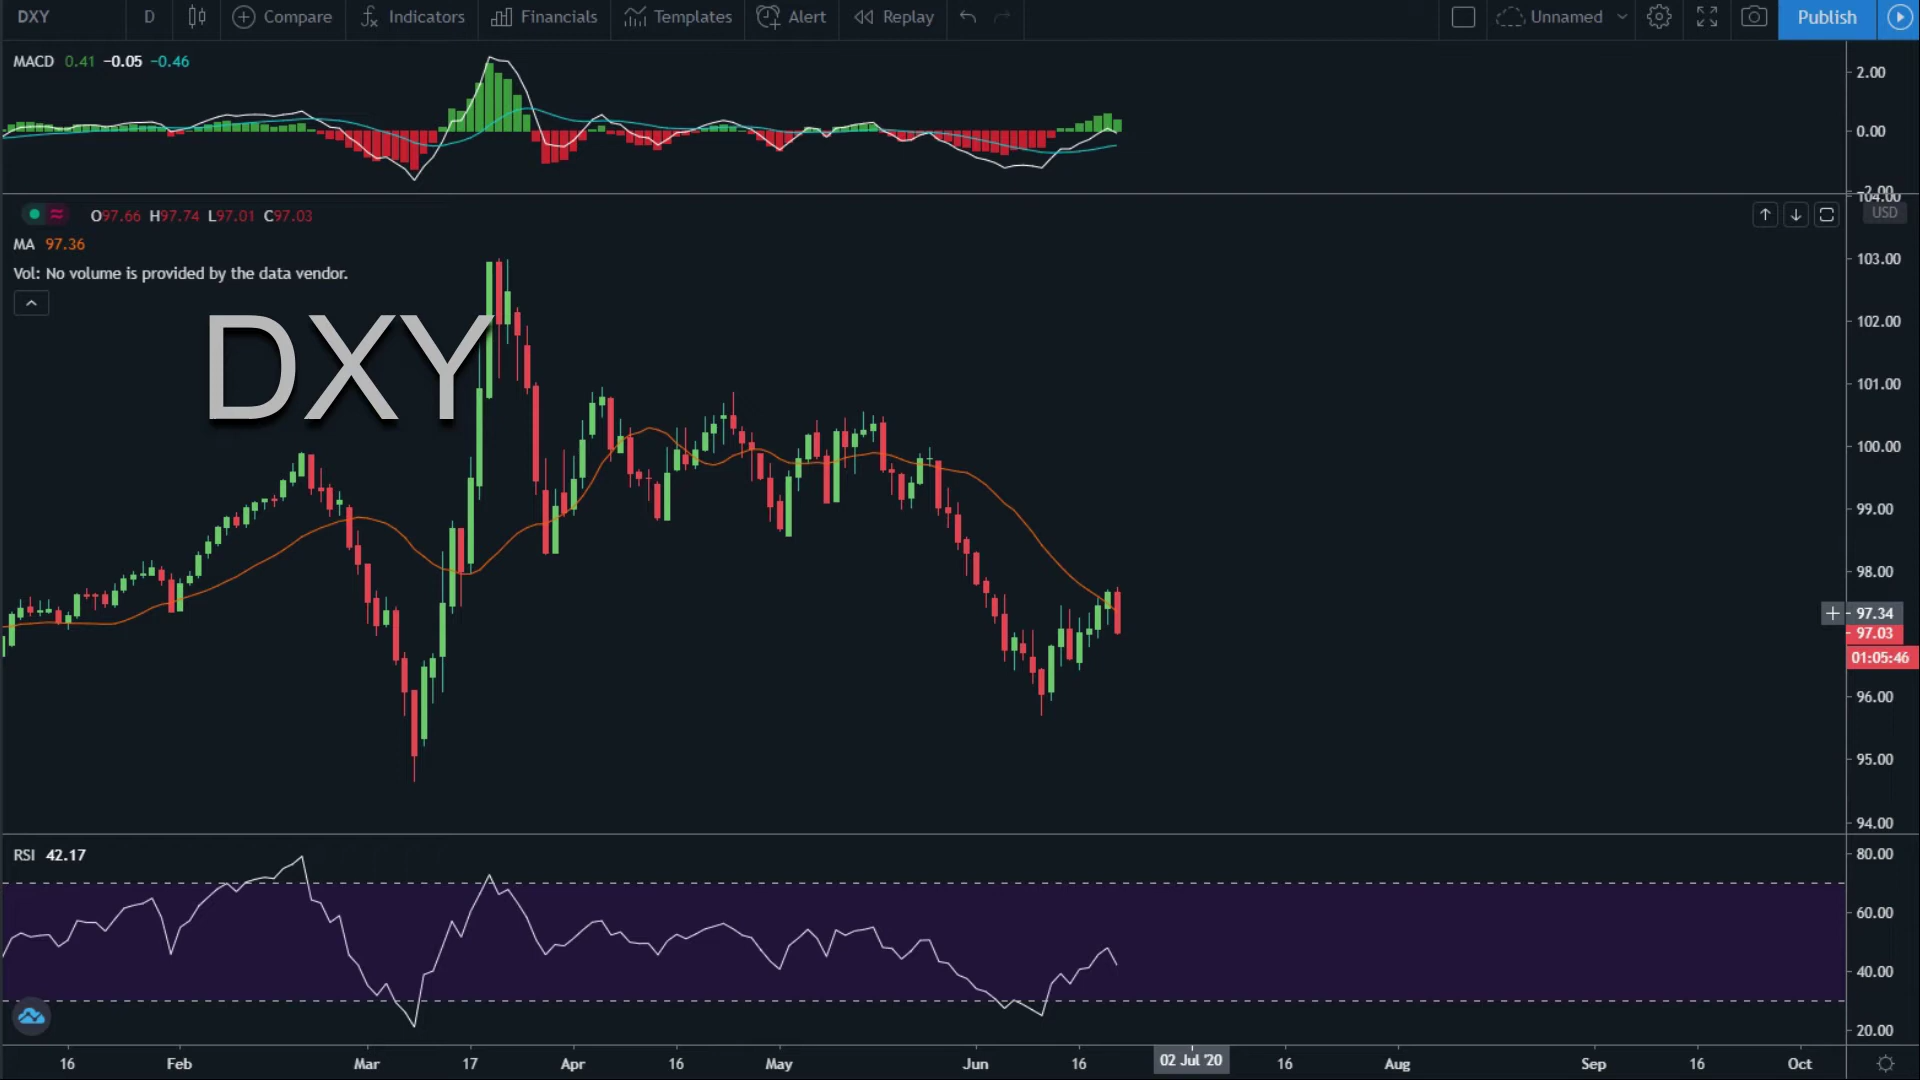 DXY D Compare Indicators Financials Templates Alert Replay Unnamed Publish
MACD 0.41 −0.05 −0.46
2.00
0.00
−2.00
104.00
USD
O97.66 H97.74 L97.01 C97.03
MA 97.36
Vol: No volume is provided by the data vendor.
DXY
103.00
102.00
101.00
100.00
99.00
98.00
97.34
97.03
01:05:46
96.00
95.00
94.00
RSI 42.17
80.00
60.00
40.00
20.00
16 Feb Mar 17 Apr 16 May Jun 16 02 Jul '20 16 Aug Sep 16 Oct